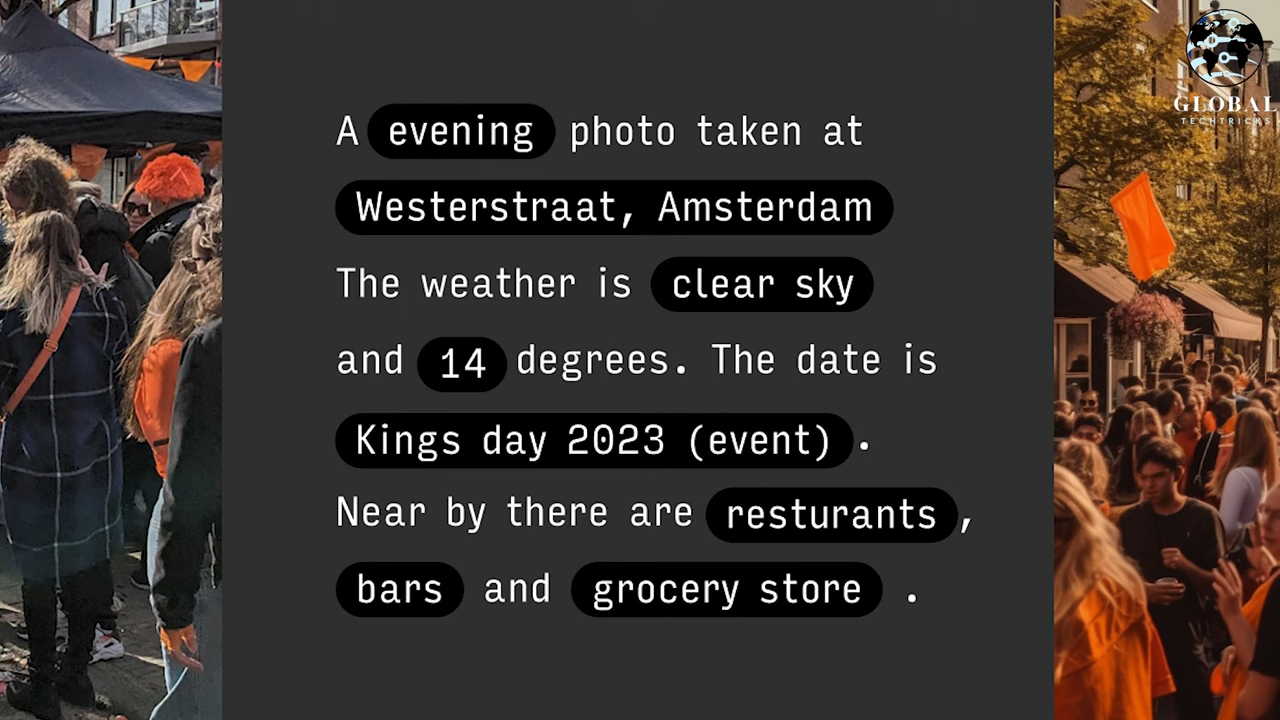 A evening photo taken at
Westerstraat, Amsterdam
The weather is clear sky
and 14 degrees. The date is
Kings day 2023 (event) .
Near by there are resturants,
bars and grocery store .
GLOBAL
TECHTRICKS